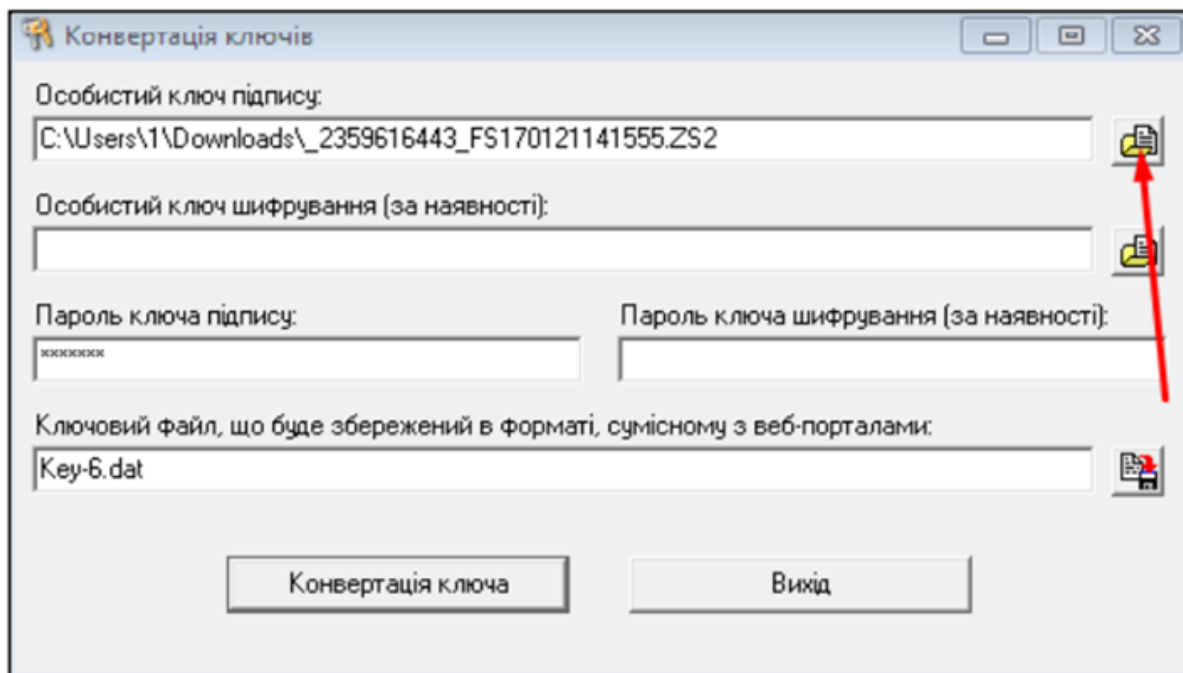 Конвертація ключів
Особистий ключ підпису:
C:\Users\1\Downloads\_2359616443_FS170121141555.ZS2
Особистий ключ шифрування (за наявності):
Пароль ключа підпису:
Пароль ключа шифрування (за наявності):
*******
Ключовий файл, що буде збережений в форматі, сумісному з веб-порталами:
Key-6.dat
Конвертація ключа
Вихід